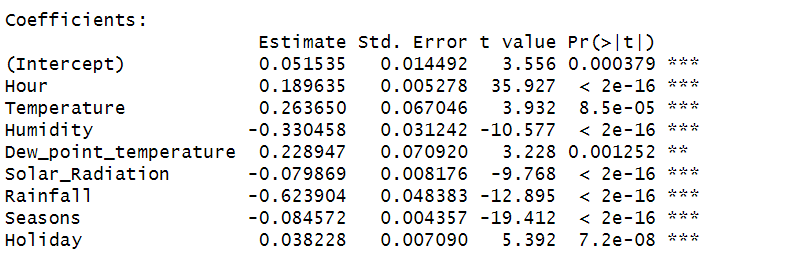 Coefficients:
                        Estimate Std. Error t value Pr(>|t|)
(Intercept)             0.051535   0.014492   3.556 0.000379 ***
Hour                    0.189635   0.005278  35.927  < 2e-16 ***
Temperature             0.263650   0.067046   3.932  8.5e-05 ***
Humidity               -0.330458   0.031242 -10.577  < 2e-16 ***
Dew_point_temperature   0.228947   0.070920   3.228 0.001252 **
Solar_Radiation        -0.079869   0.008176  -9.768  < 2e-16 ***
Rainfall               -0.623904   0.048383 -12.895  < 2e-16 ***
Seasons                -0.084572   0.004357 -19.412  < 2e-16 ***
Holiday                 0.038228   0.007090   5.392  7.2e-08 ***